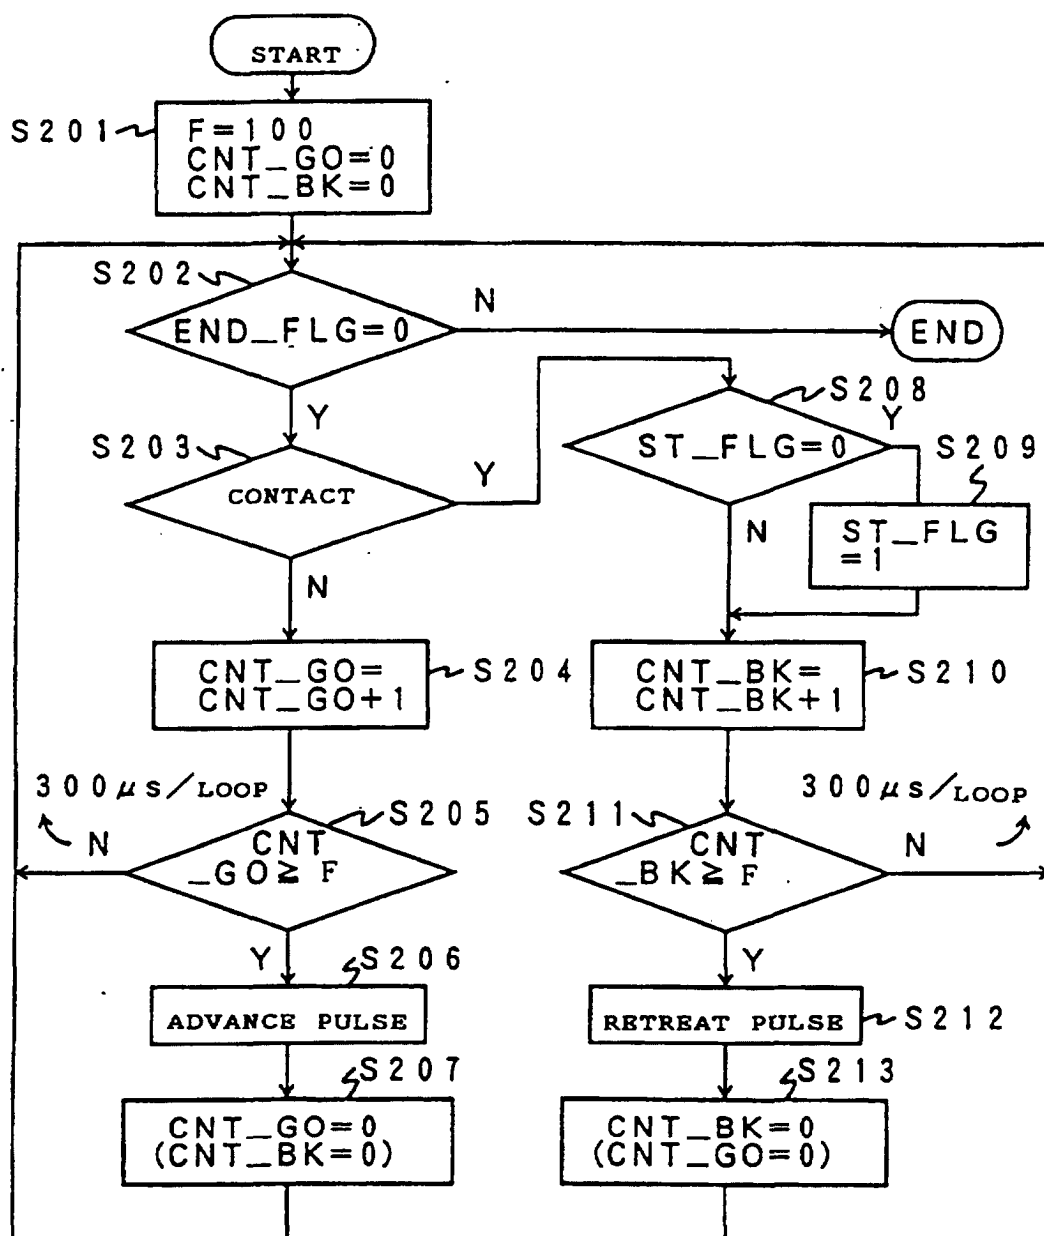 START
S201
F=100
CNT_GO=0
CNT_BK=0
S202
END_FLG=0
N
END
Y
S203
CONTACT
Y
N
S208
ST_FLG=0
Y
S209
ST_FLG
=1
N
CNT_GO=
CNT_GO+1
S204
CNT_BK=
CNT_BK+1
S210
300μs/LOOP
N
S205
CNT
_GO≧F
Y
S211
CNT
_BK≧F
300μs/LOOP
N
Y
S206
ADVANCE PULSE
RETREAT PULSE
S212
S207
CNT_GO=0
(CNT_BK=0)
S213
CNT_BK=0
(CNT_GO=0)